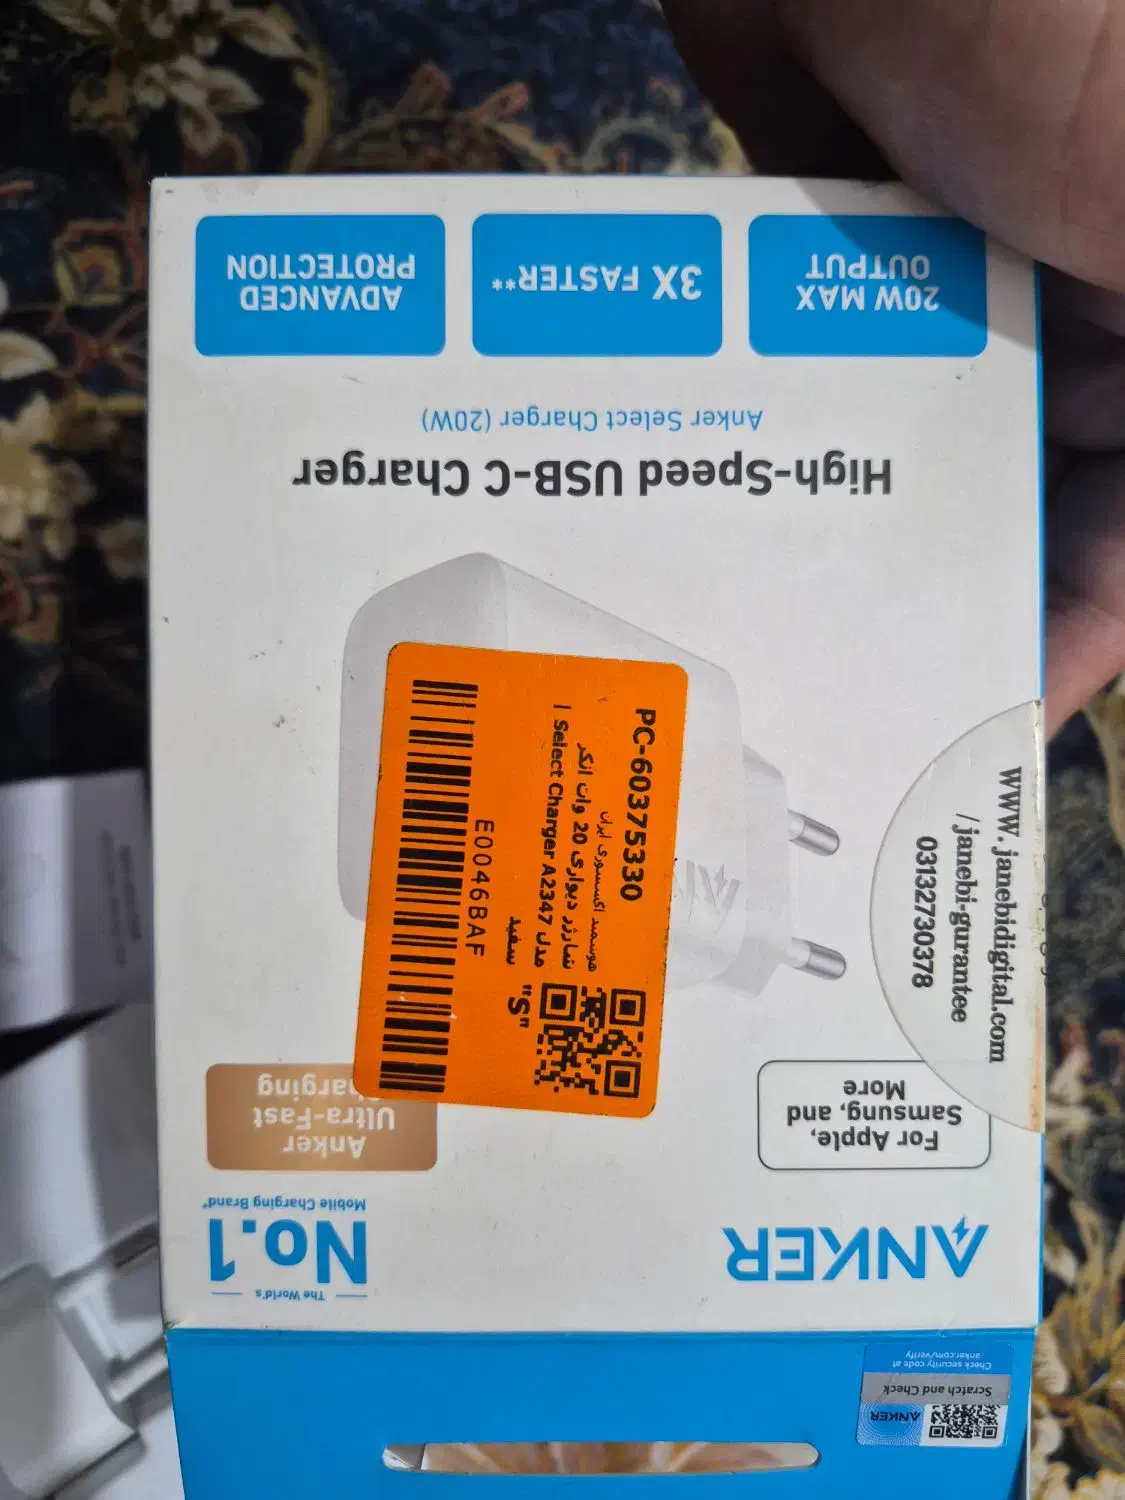 ANKER
The World's
No.1
Mobile Charging Brand*
For Apple,
Samsung, and
More
Anker
Ultra-Fast
Charging
www.janebidigital.com
/janebi-gurantee
03132730378
PC-60375330
هوشمند اکسسوری ایران
شارژر دیواری 20 وات انکر
مدل Select Charger A2347 |
سفید
"S"
E0046BAF
High-Speed USB-C Charger
Anker Select Charger (20W)
20W MAX
OUTPUT
3X FASTER**
ADVANCED
PROTECTION
ANKER
Scratch and Check
Check security code at
anker.com/verify